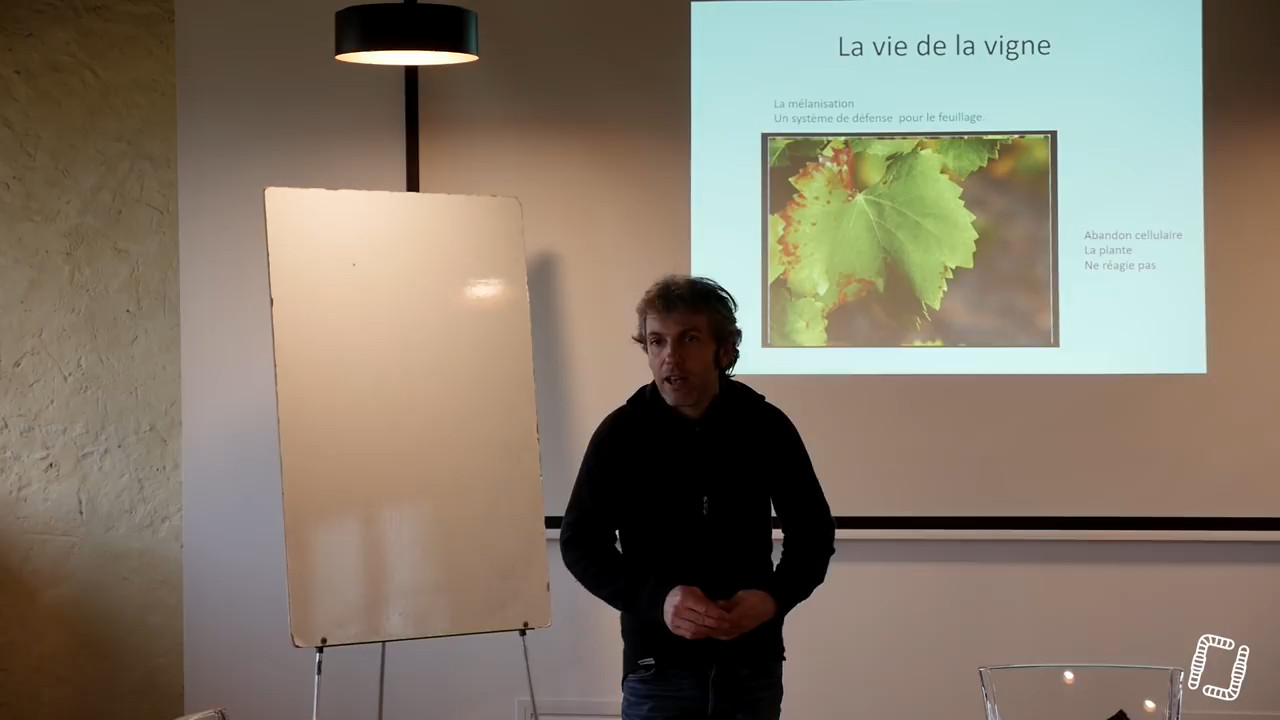 La vie de la vigne
La mélanisation
Un système de défense pour le feuillage
Abandon cellulaire
La plante
Ne réagie pas